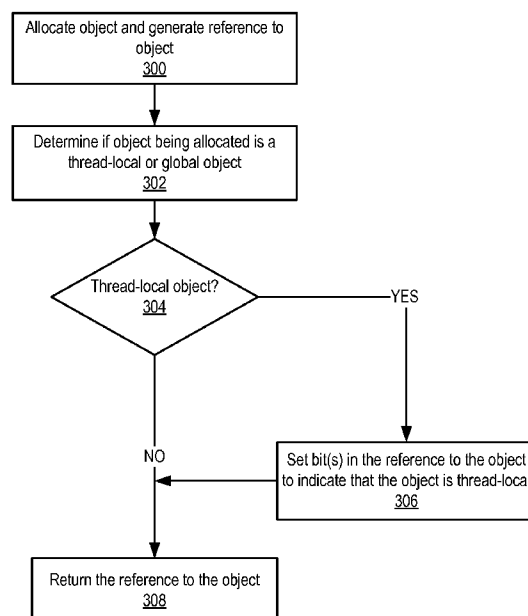 Allocate object and generate reference to
object
300
Determine if object being allocated is a
thread-local or global object
302
Thread-local object?
304
YES
NO
Set bit(s) in the reference to the object
to indicate that the object is thread-local
306
Return the reference to the object
308